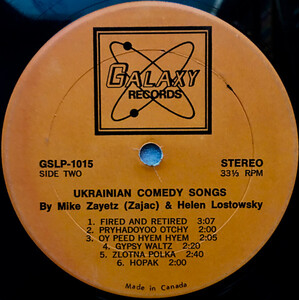 GALAXY
RECORDS
GSLP-1015 STEREO
SIDE TWO 33⅓ RPM
UKRAINIAN COMEDY SONGS
By Mike Zayetz (Zajac) & Helen Lostowsky
1. FIRED AND RETIRED 3:07
2. PRYHADOYOO OTCHY 2:00
3. OY PEED HYEM HYEM 2:05
4. GYPSY WALTZ 2:20
5. ZLOTNA POLKA 2:40
6. HOPAK 2:00
Made in Canada